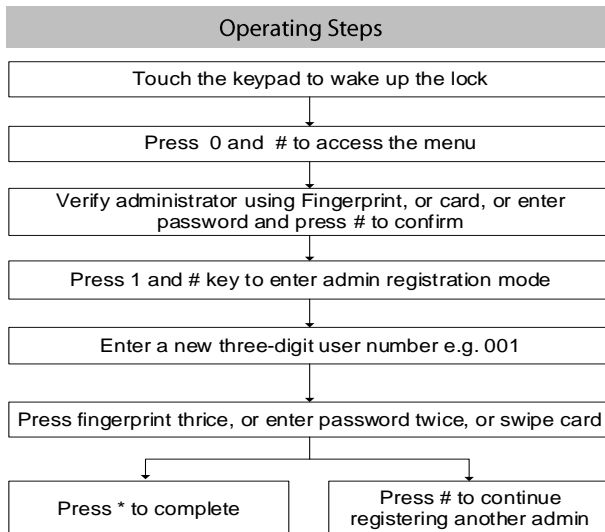 Operating Steps
Touch the keypad to wake up the lock
Press 0 and # to access the menu
Verify administrator using Fingerprint, or card, or enter
password and press # to confirm
Press 1 and # key to enter admin registration mode
Enter a new three-digit user number e.g. 001
Press fingerprint thrice, or enter password twice, or swipe card
Press * to complete
Press # to continue
registering another admin